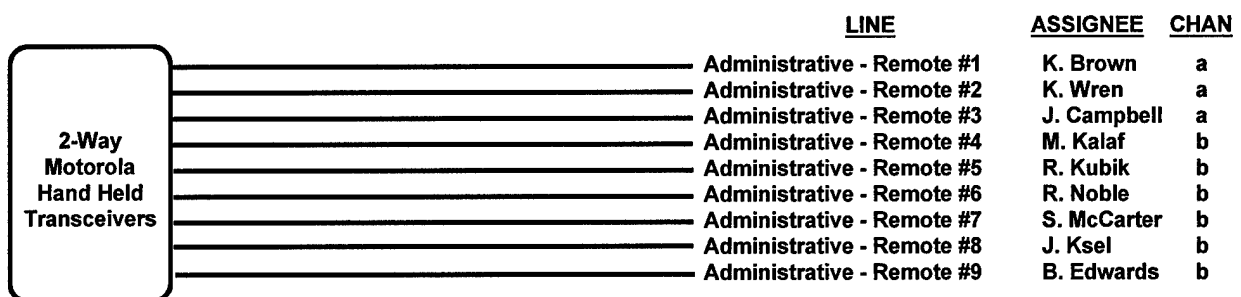 LINE ASSIGNEE CHAN
Administrative - Remote #1 K. Brown a
Administrative - Remote #2 K. Wren a
Administrative - Remote #3 J. Campbell a
Administrative - Remote #4 M. Kalaf b
Administrative - Remote #5 R. Kubik b
Administrative - Remote #6 R. Noble b
Administrative - Remote #7 S. McCarter b
Administrative - Remote #8 J. Ksel b
Administrative - Remote #9 B. Edwards b
2-Way
Motorola
Hand Held
Transceivers